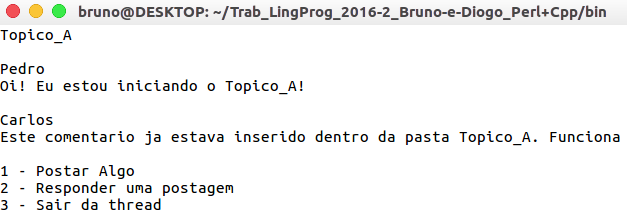 bruno@DESKTOP: ~/Trab_LingProg_2016-2_Bruno-e-Diogo_Perl+Cpp/bin
Topico_A
Pedro
Oi! Eu estou iniciando o Topico_A!
Carlos
Este comentario ja estava inserido dentro da pasta Topico_A. Funciona
1 - Postar Algo
2 - Responder uma postagem
3 - Sair da thread